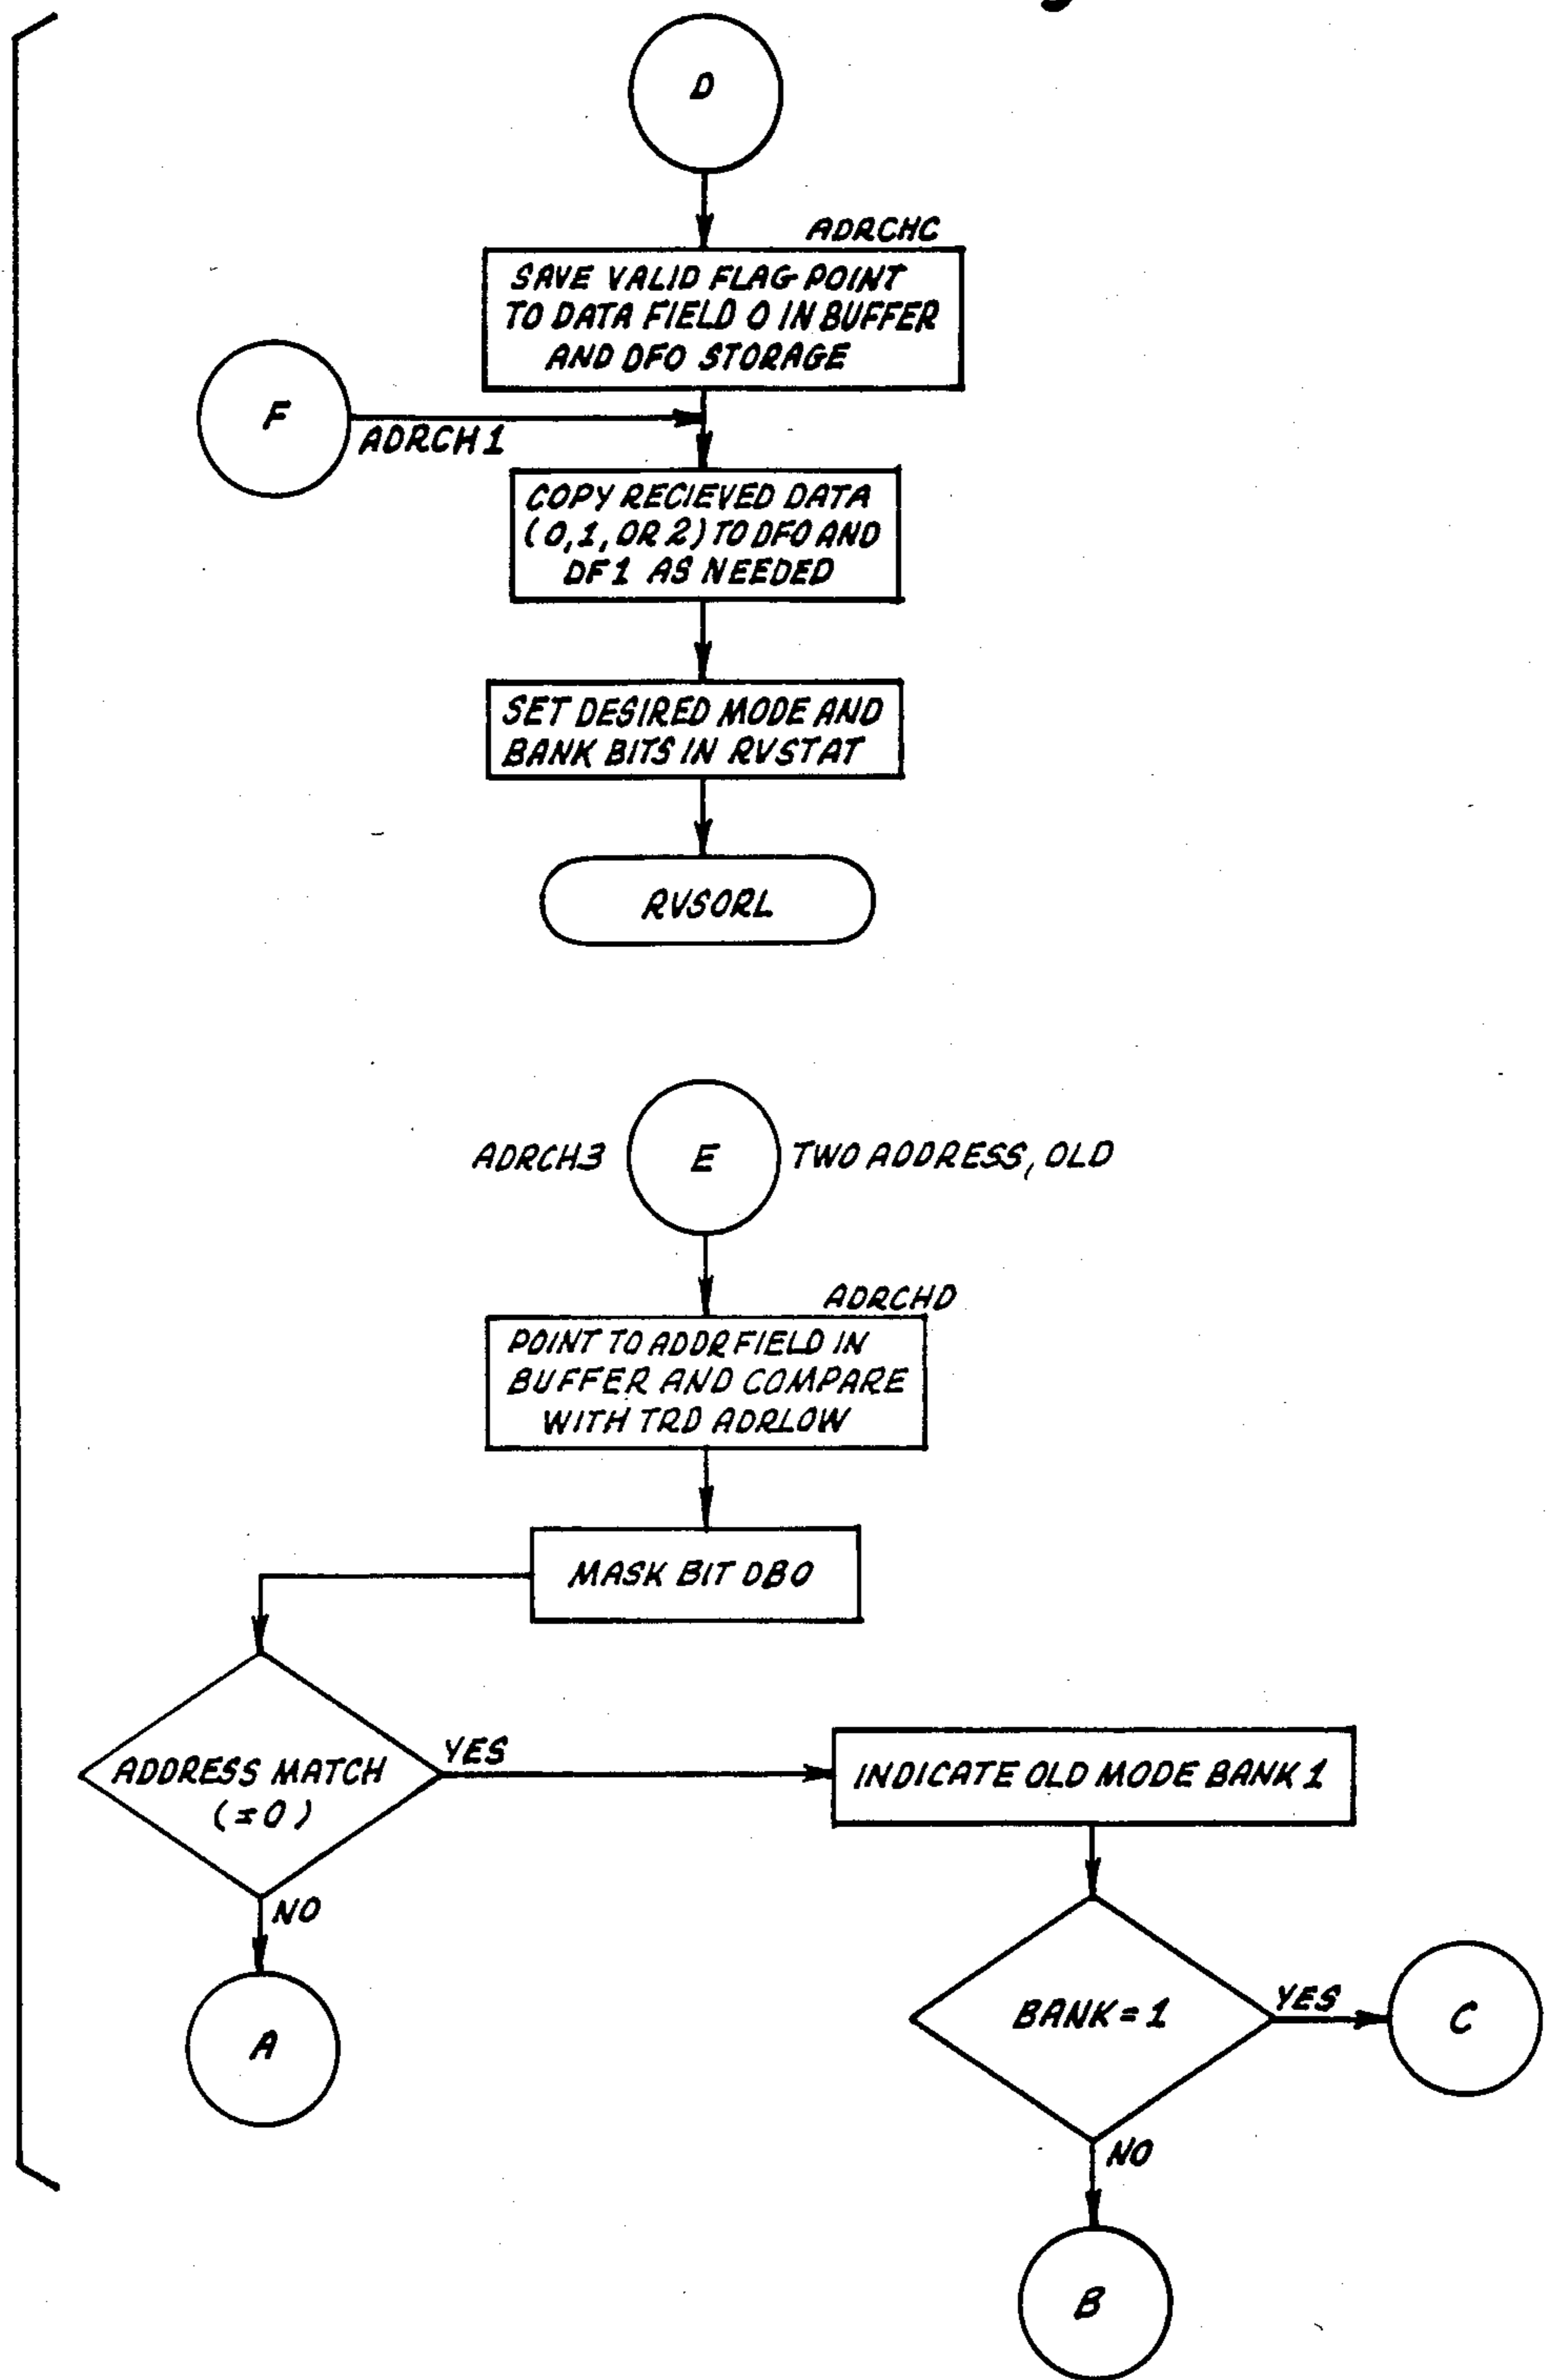 D
ADRCHC
SAVE VALID FLAG POINT
TO DATA FIELD 0 IN BUFFER
AND DF0 STORAGE
F
ADRCH1
COPY RECIEVED DATA
(0,1, OR 2) TO DF0 AND
DF1 AS NEEDED
SET DESIRED MODE AND
BANK BITS IN RVSTAT
RVSORL
ADRCH3
E
TWO ADDRESS, OLD
ADRCHD
POINT TO ADDR FIELD IN
BUFFER AND COMPARE
WITH TRD ADRLOW
MASK BIT DB0
ADDRESS MATCH
(=0)
YES
INDICATE OLD MODE BANK 1
NO
A
BANK=1
YES
C
NO
B